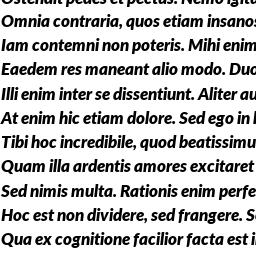 Ostendit pedes et pectus. Nemo igitu
Omnia contraria, quos etiam insanos
Iam contemni non poteris. Mihi enim
Eaedem res maneant alio modo. Duo
Illi enim inter se dissentiunt. Aliter au
At enim hic etiam dolore. Sed ego in
Tibi hoc incredibile, quod beatissimu
Quam illa ardentis amores excitaret
Sed nimis multa. Rationis enim perfe
Hoc est non dividere, sed frangere. S
Qua ex cognitione facilior facta est i